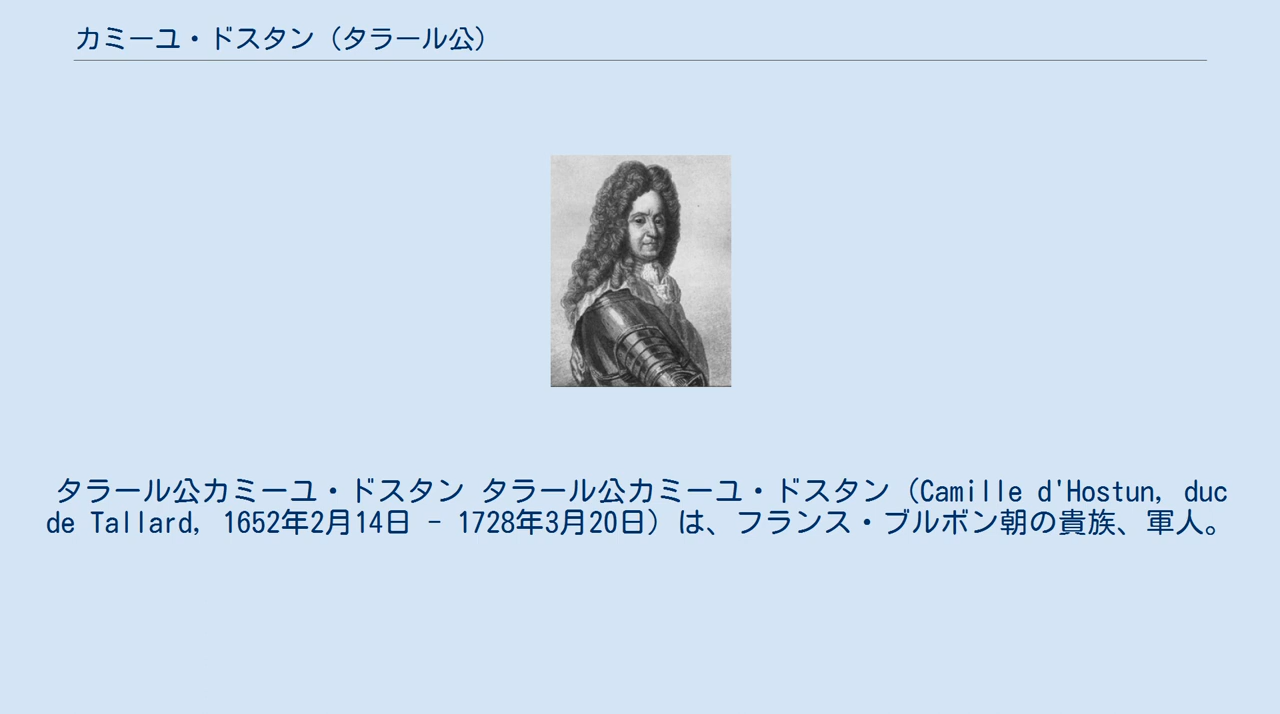 カミーユ・ドスタン（タラール公）
タラール公カミーユ・ドスタン タラール公カミーユ・ドスタン（Camille d'Hostun, duc
de Tallard, 1652年2月14日 - 1728年3月20日）は、フランス・ブルボン朝の貴族、軍人。